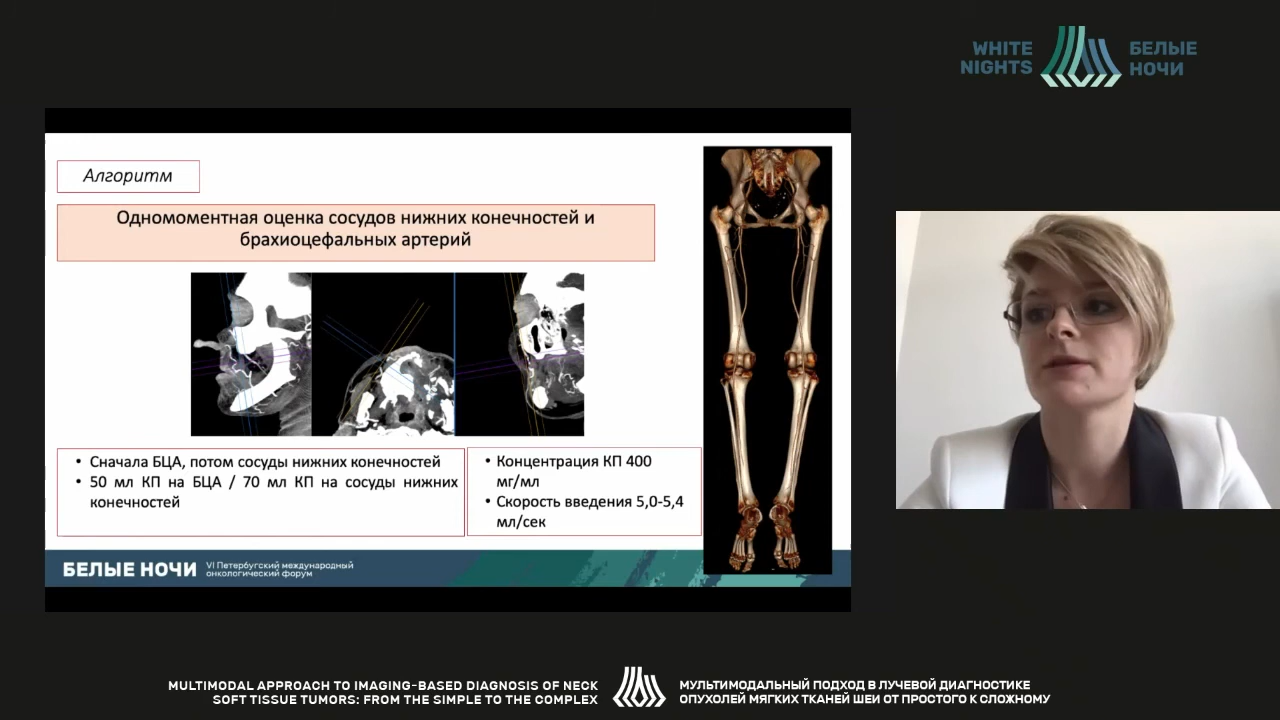 WHITE
NIGHTS
БЕЛЫЕ
НОЧИ
Алгоритм
Одномоментная оценка сосудов нижних конечностей и
брахиоцефальных артерий
• Сначала БЦА, потом сосуды нижних конечностей
• 50 мл КП на БЦА / 70 мл КП на сосуды нижних
конечностей
• Концентрация КП 400
мг/мл
• Скорость введения 5,0-5,4
мл/сек
БЕЛЫЕ НОЧИ
VI Петербургский международный
онкологический форум
MULTIMODAL APPROACH TO IMAGING-BASED DIAGNOSIS OF NECK
SOFT TISSUE TUMORS: FROM THE SIMPLE TO THE COMPLEX
МУЛЬТИМОДАЛЬНЫЙ ПОДХОД В ЛУЧЕВОЙ ДИАГНОСТИКЕ
ОПУХОЛЕЙ МЯГКИХ ТКАНЕЙ ШЕИ ОТ ПРОСТОГО К СЛОЖНОМУ